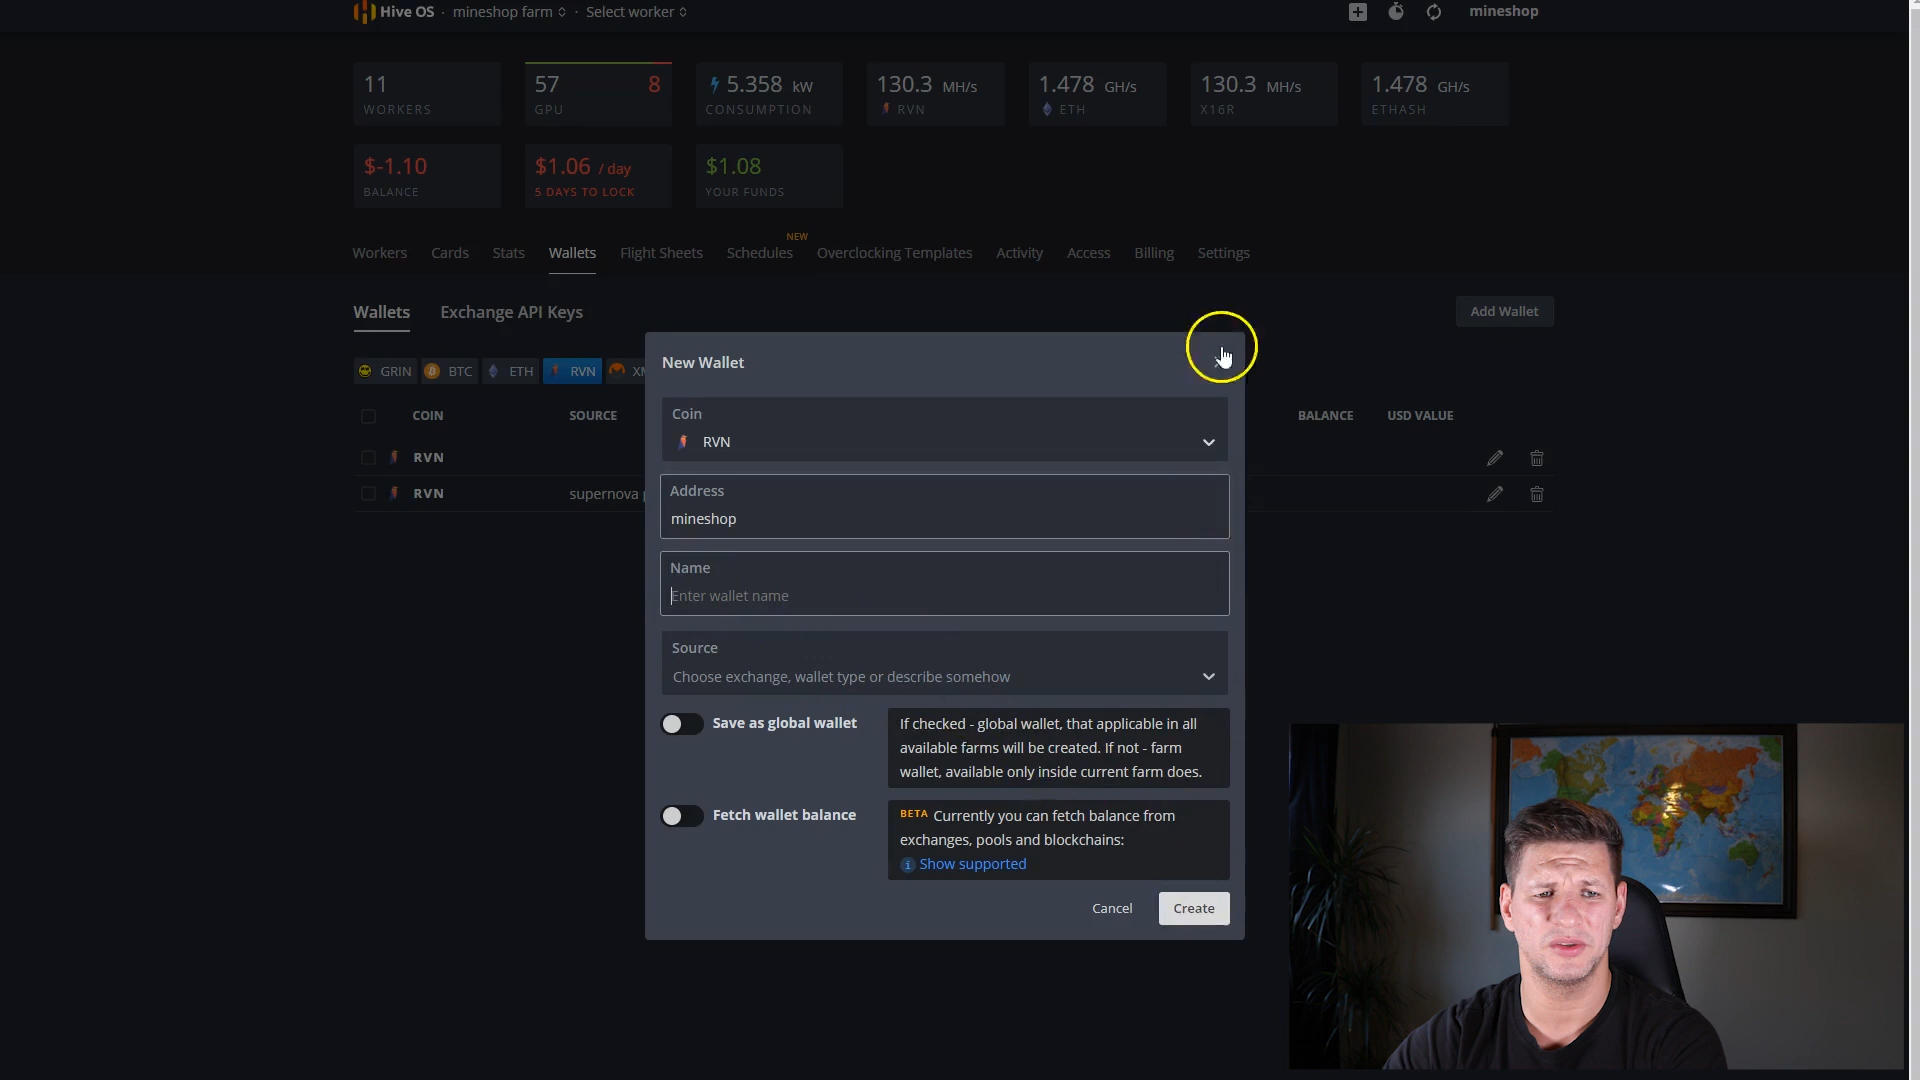 Hive OS · mineshop farm · Select worker
mineshop
11
WORKERS
57 8
GPU
5.358 kW
CONSUMPTION
130.3 MH/s
RVN
1.478 GH/s
ETH
130.3 MH/s
X16R
1.478 GH/s
ETHASH
$-1.10
BALANCE
$1.06 / day
5 DAYS TO LOCK
$1.08
YOUR FUNDS
NEW
Workers Cards Stats Wallets Flight Sheets Schedules Overclocking Templates Activity Access Billing Settings
Wallets Exchange API Keys Add Wallet
GRIN BTC ETH RVN
COIN SOURCE BALANCE USD VALUE
RVN
RVN supernova
New Wallet
Coin
RVN
Address
mineshop
Name
Enter wallet name
Source
Choose exchange, wallet type or describe somehow
Save as global wallet
If checked - global wallet, that applicable in all
available farms will be created. If not - farm
wallet, available only inside current farm does.
Fetch wallet balance
BETA Currently you can fetch balance from
exchanges, pools and blockchains:
Show supported
Cancel Create